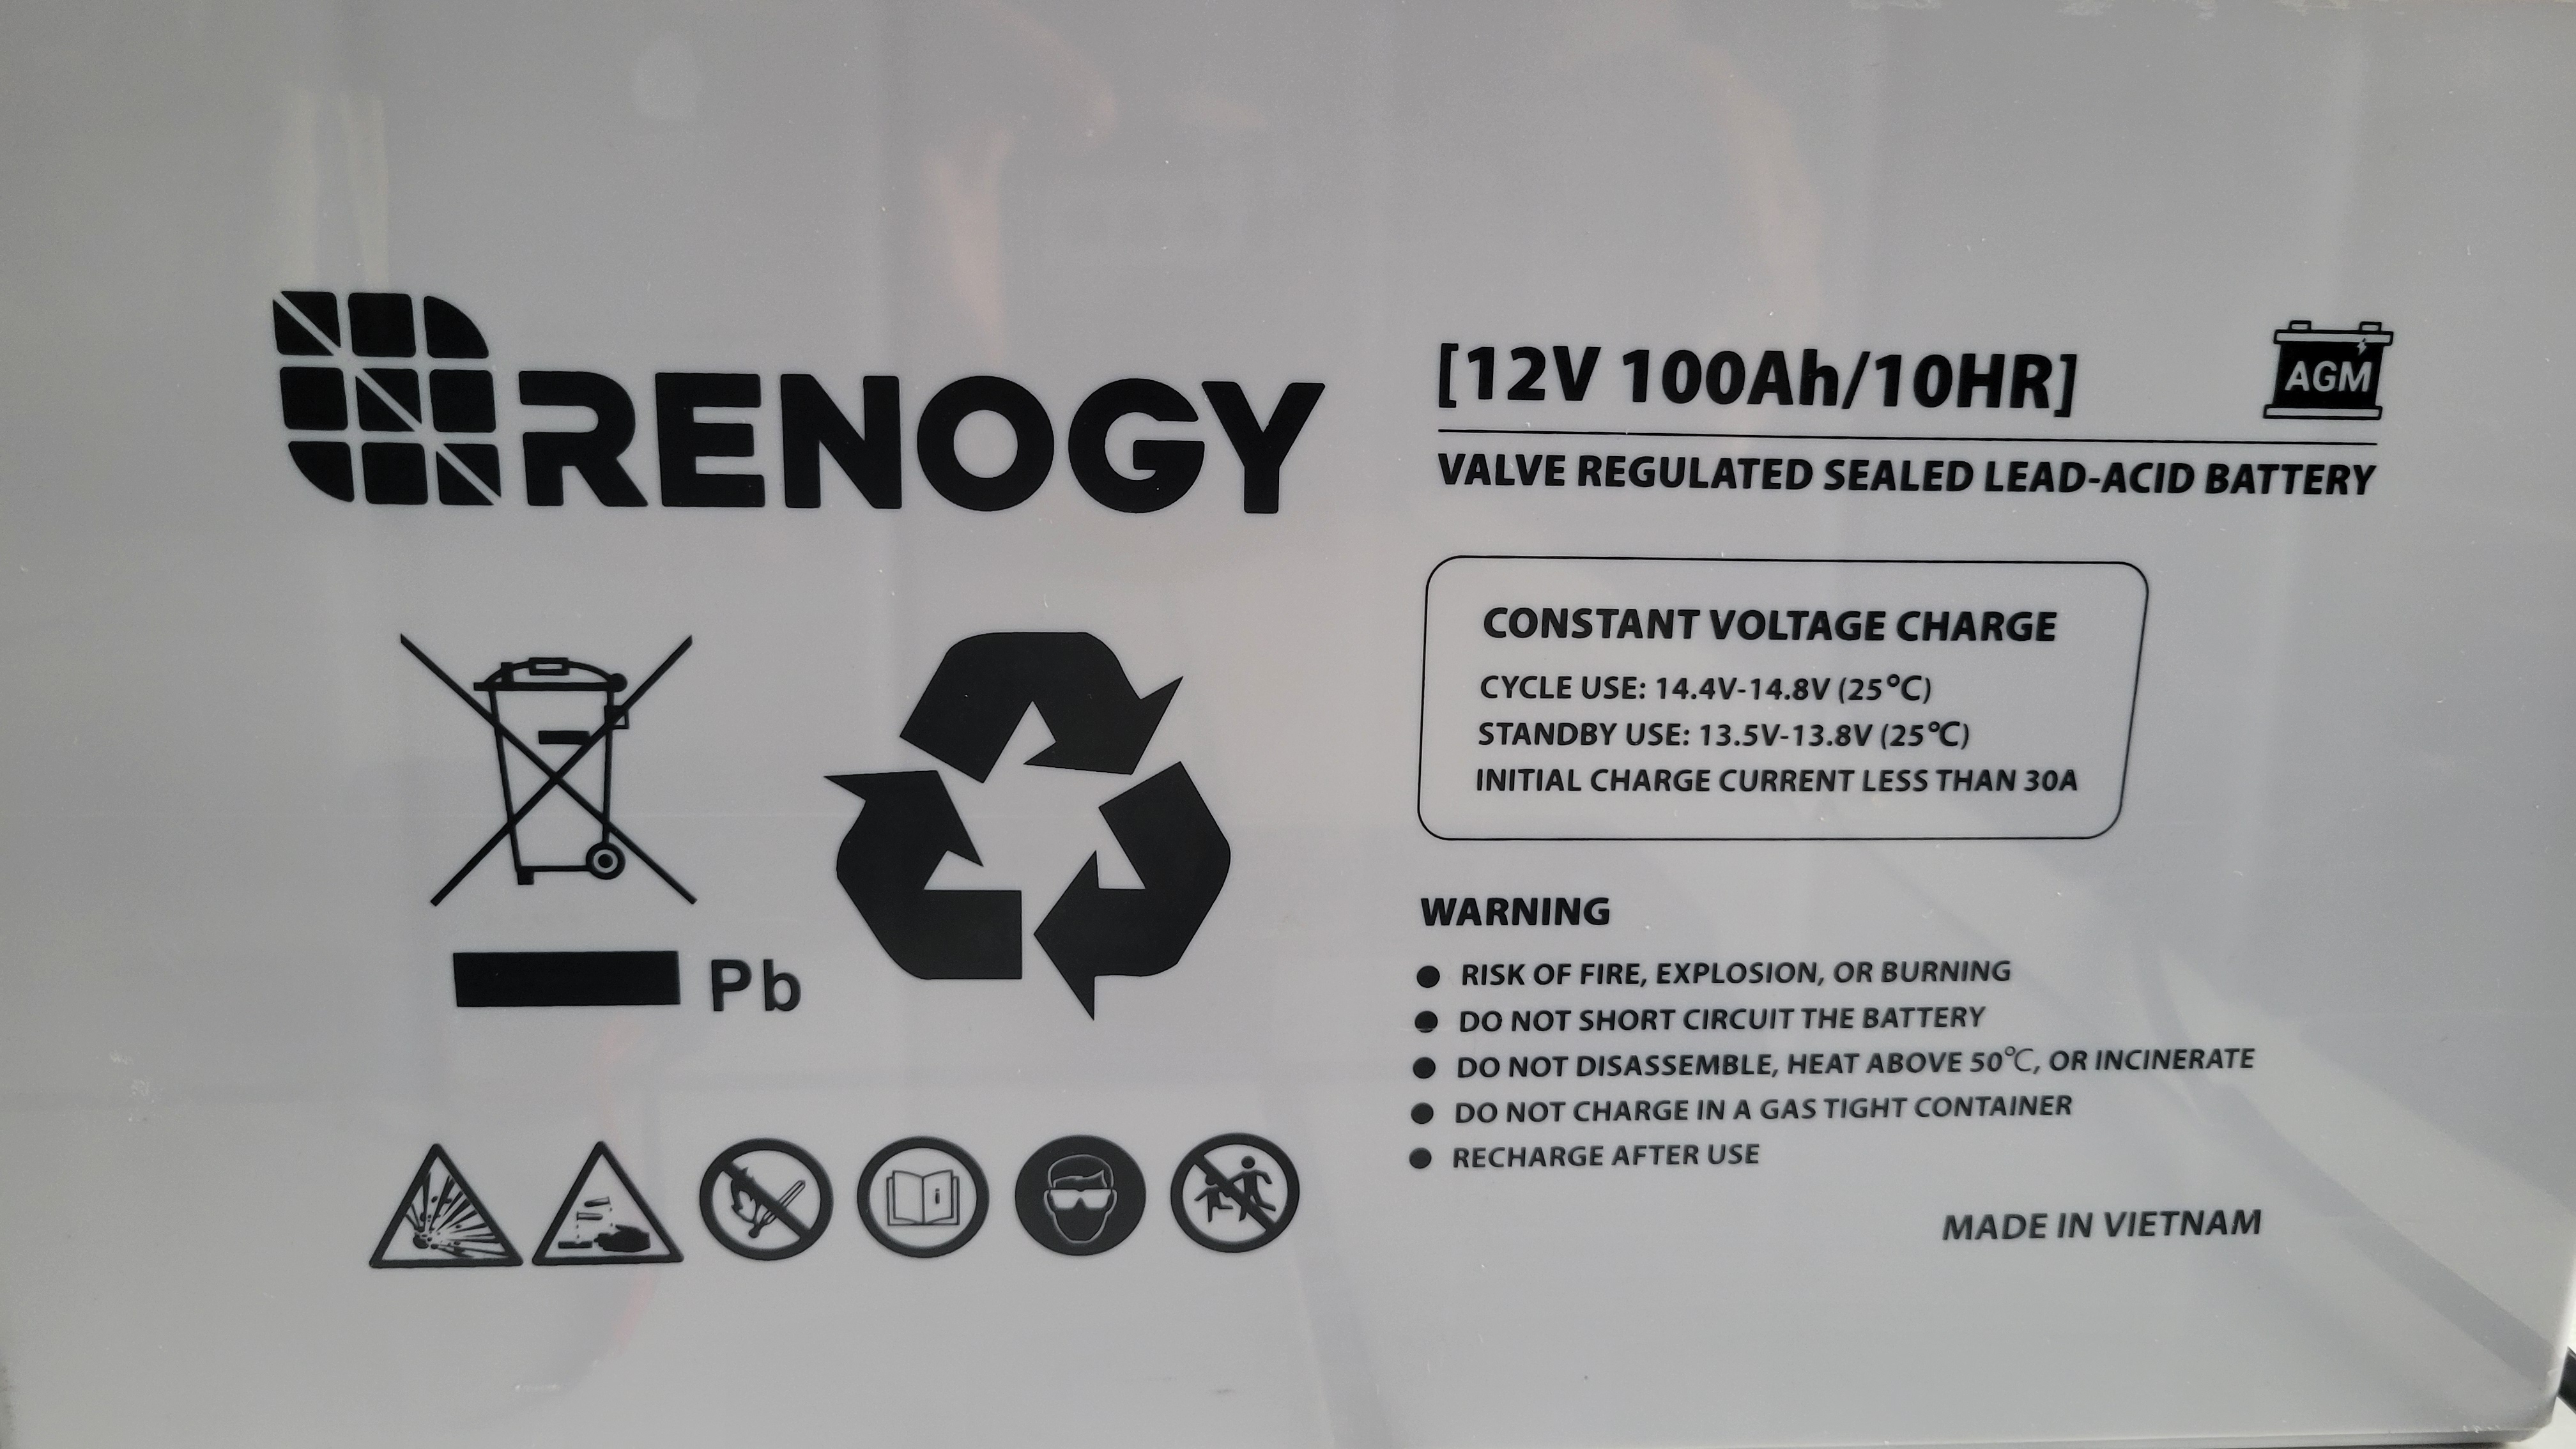 RENOGY
[12V 100Ah/10HR]
AGM
VALVE REGULATED SEALED LEAD-ACID BATTERY
CONSTANT VOLTAGE CHARGE
CYCLE USE: 14.4V-14.8V (25℃)
STANDBY USE: 13.5V-13.8V (25℃)
INITIAL CHARGE CURRENT LESS THAN 30A
Pb
WARNING
● RISK OF FIRE, EXPLOSION, OR BURNING
● DO NOT SHORT CIRCUIT THE BATTERY
● DO NOT DISASSEMBLE, HEAT ABOVE 50℃, OR INCINERATE
● DO NOT CHARGE IN A GAS TIGHT CONTAINER
● RECHARGE AFTER USE
i
MADE IN VIETNAM